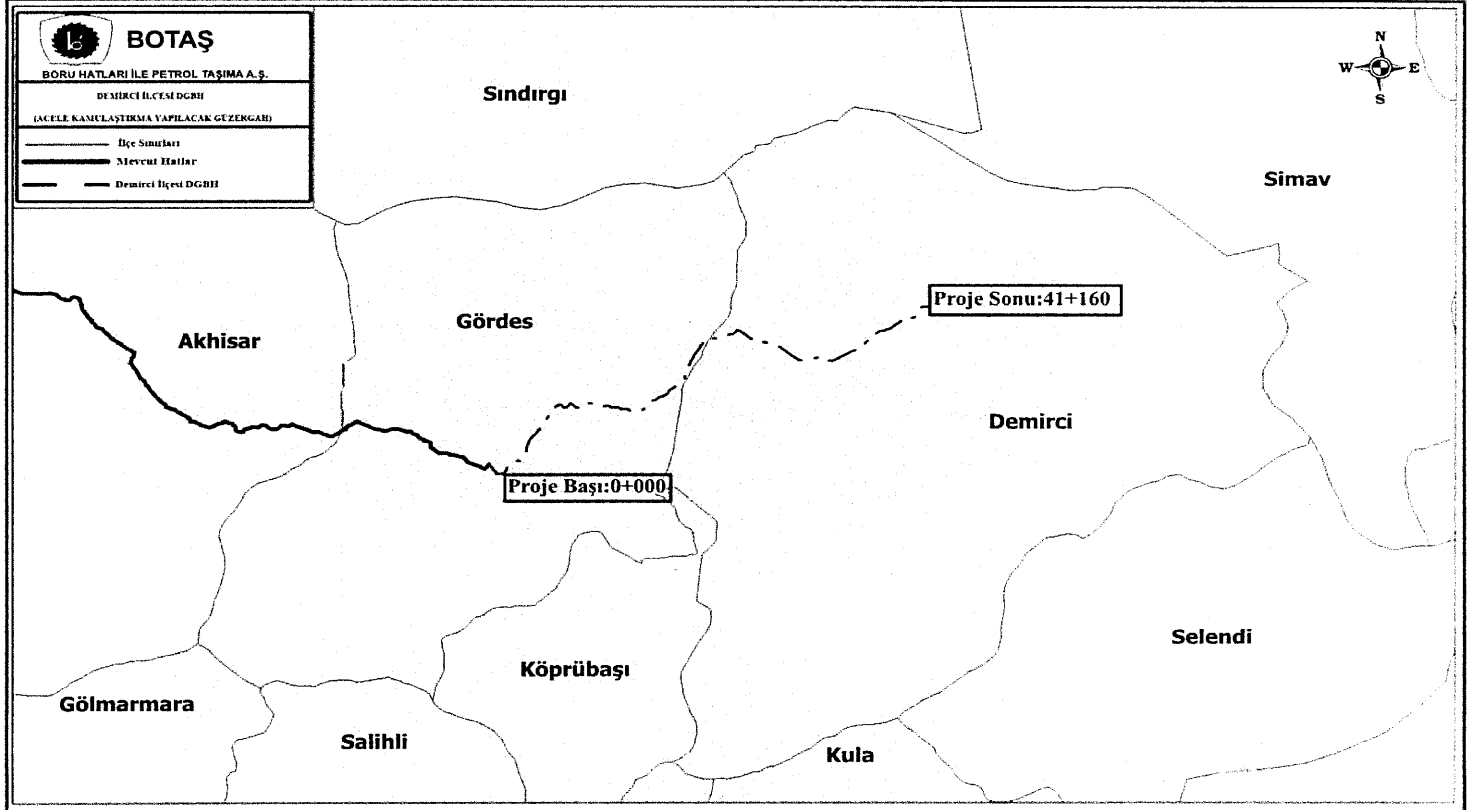 BOTAŞ
BORU HATLARI İLE PETROL TAŞIMA A.Ş.
DEMİRCİ İLÇESİ DGBH
(ACELE KAMULAŞTIRMA YAPILACAK GÜZERGAH)
İlçe Sınırları
Mevcut Hatlar
Demirci İlçesi DGBH
N
W E
S
Sındırgı
Simav
Akhisar
Gördes
Proje Sonu:41+160
Demirci
Proje Başı:0+000
Selendi
Köprübaşı
Gölmarmara
Salihli
Kula